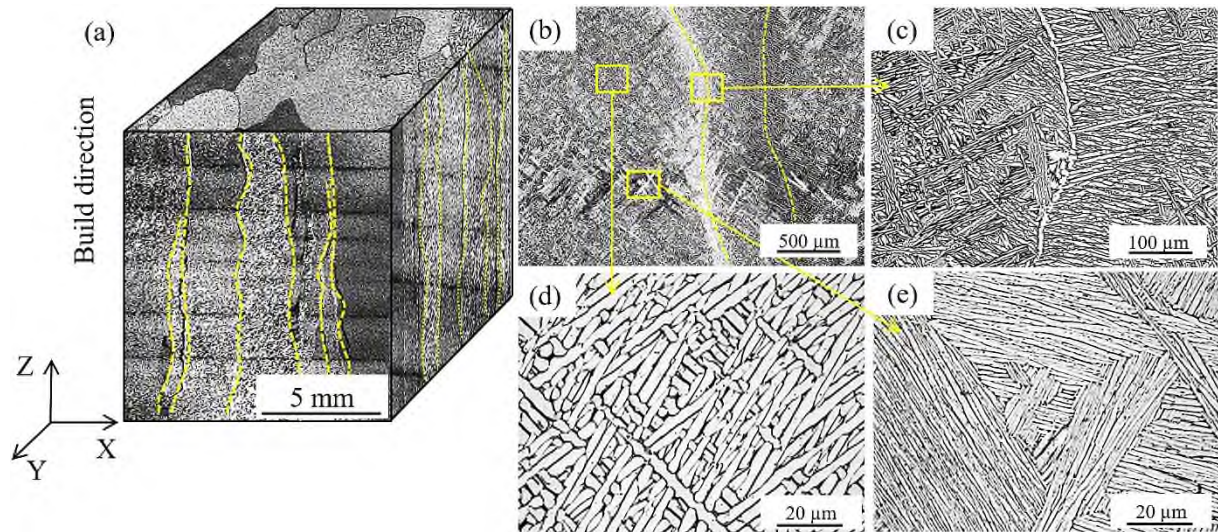 (a)
Build direction
Z
X
Y
5 mm
(b)
500 µm
(c)
100 µm
(d)
20 µm
(e)
20 µm